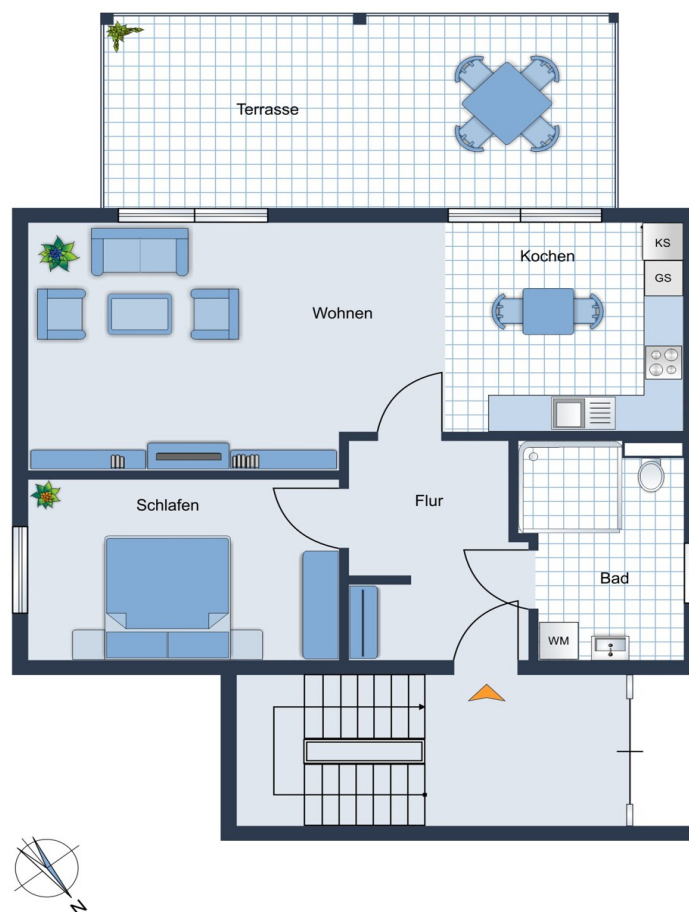 Terrasse
Kochen
KS
GS
Wohnen
Schlafen
Flur
Bad
WM
N